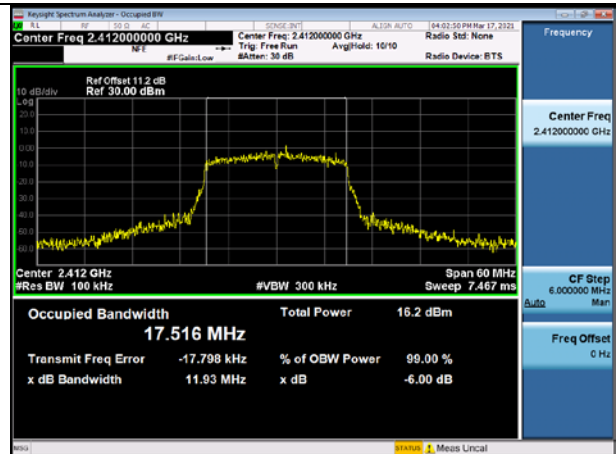 Keysight Spectrum Analyzer - Occupied BW
RL RF 50 Ω AC SENSE:INT ALIGN AUTO 04:02:50 PM Mar 17, 2021
Center Freq 2.412000000 GHz
NFE
#IFGain:Low
Center Freq: 2.412000000 GHz
Trig: Free Run Avg|Hold: 10/10
#Atten: 30 dB
Radio Std: None
Radio Device: BTS
Frequency
Ref Offset 11.2 dB
10 dB/div Ref 30.00 dBm
Log
20.0
10.0
0.00
-10.0
-20.0
-30.0
-40.0
-50.0
-60.0
Center 2.412 GHz Span 60 MHz
#Res BW 100 kHz #VBW 300 kHz Sweep 7.467 ms
Occupied Bandwidth
17.516 MHz
Total Power 16.2 dBm
Transmit Freq Error -17.798 kHz % of OBW Power 99.00 %
x dB Bandwidth 11.93 MHz x dB -6.00 dB
Center Freq
2.412000000 GHz
CF Step
6.000000 MHz
Auto Man
Freq Offset
0 Hz
MSG STATUS Meas Uncal